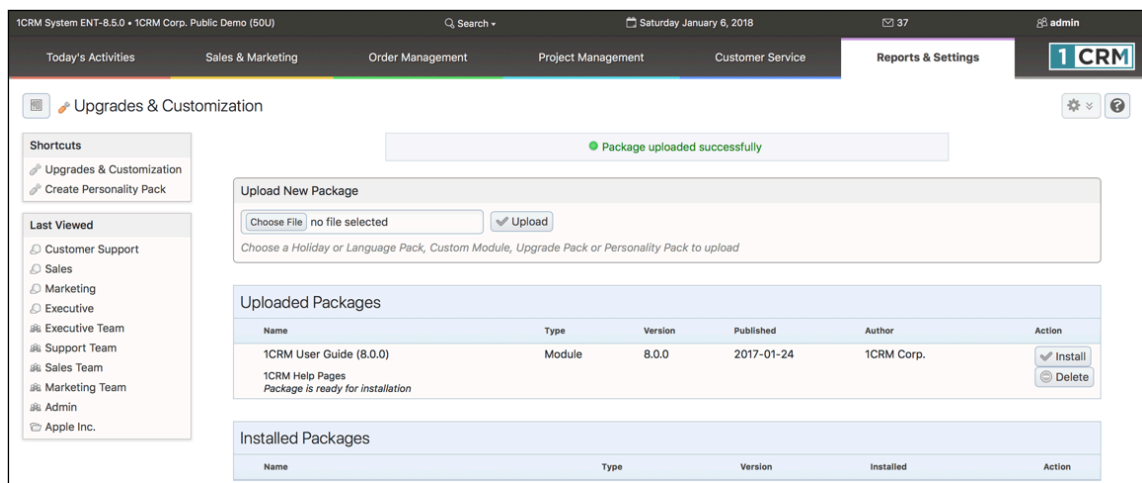 1CRM System ENT-8.5.0 • 1CRM Corp. Public Demo (50U)
Search
Saturday January 6, 2018
37
admin
Today's Activities
Sales & Marketing
Order Management
Project Management
Customer Service
Reports & Settings
1 CRM
Upgrades & Customization
Shortcuts
Upgrades & Customization
Create Personality Pack
Last Viewed
Customer Support
Sales
Marketing
Executive
Executive Team
Support Team
Sales Team
Marketing Team
Admin
Apple Inc.
Package uploaded successfully
Upload New Package
Choose File no file selected
Upload
Choose a Holiday or Language Pack, Custom Module, Upgrade Pack or Personality Pack to upload
Uploaded Packages
Name Type Version Published Author Action
1CRM User Guide (8.0.0) Module 8.0.0 2017-01-24 1CRM Corp. Install
1CRM Help Pages Delete
Package is ready for installation
Installed Packages
Name Type Version Installed Action